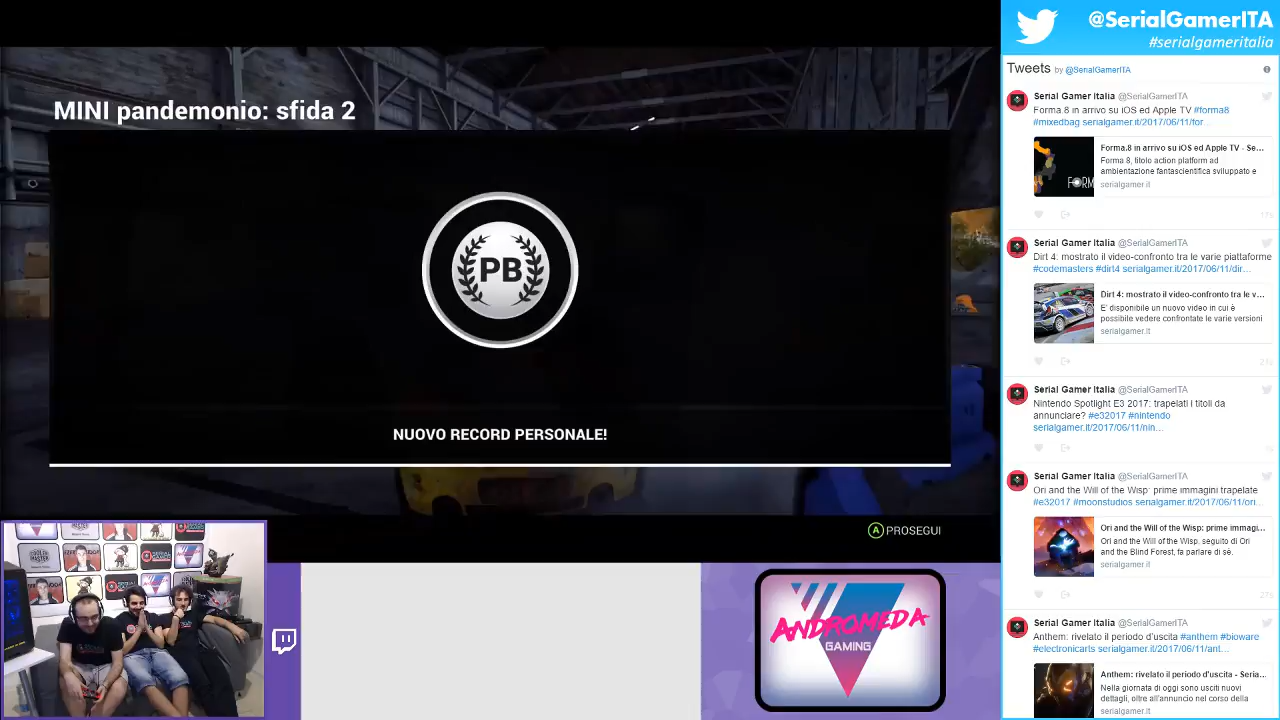 MINI pandemonio: sfida 2
PB
NUOVO RECORD PERSONALE!
A PROSEGUI
ANDROMEDA
GAMING
@SerialGamerITA
#serialgameritalia
Tweets by @SerialGamerITA
Serial Gamer Italia @SerialGamerITA
Forma.8 in arrivo su iOS ed Apple TV #forma8
#mixedbag serialgamer.it/2017/06/11/for…
Forma.8 in arrivo su iOS ed Apple TV - Se...
Forma 8, titolo action platform ad
ambientazione fantascientifica sviluppato e
serialgamer.it
17s
Serial Gamer Italia @SerialGamerITA
Dirt 4: mostrato il video-confronto tra le varie piattaforme
#codemasters #dirt4 serialgamer.it/2017/06/11/dir…
Dirt 4: mostrato il video-confronto tra le v...
E' disponibile un nuovo video in cui è
possibile vedere confrontate le varie versioni
serialgamer.it
Serial Gamer Italia @SerialGamerITA
Nintendo Spotlight E3 2017: trapelati i titoli da
annunciare? #e32017 #nintendo
serialgamer.it/2017/06/11/nin…
Serial Gamer Italia @SerialGamerITA
Ori and the Will of the Wisp: prime immagini trapelate
#e32017 #moonstudios serialgamer.it/2017/06/11/ori…
Ori and the Will of the Wisp: prime immagi...
Ori and the Will of the Wisp, seguito di Ori
and the Blind Forest, fa parlare di sè.
serialgamer.it
Serial Gamer Italia @SerialGamerITA
Anthem: rivelato il periodo d'uscita #anthem #bioware
#electronicarts serialgamer.it/2017/06/11/ant…
Anthem: rivelato il periodo d'uscita - Seria...
Nella giornata di oggi sono usciti nuovi
dettagli, oltre all'annuncio nel corso della
serialgamer.it